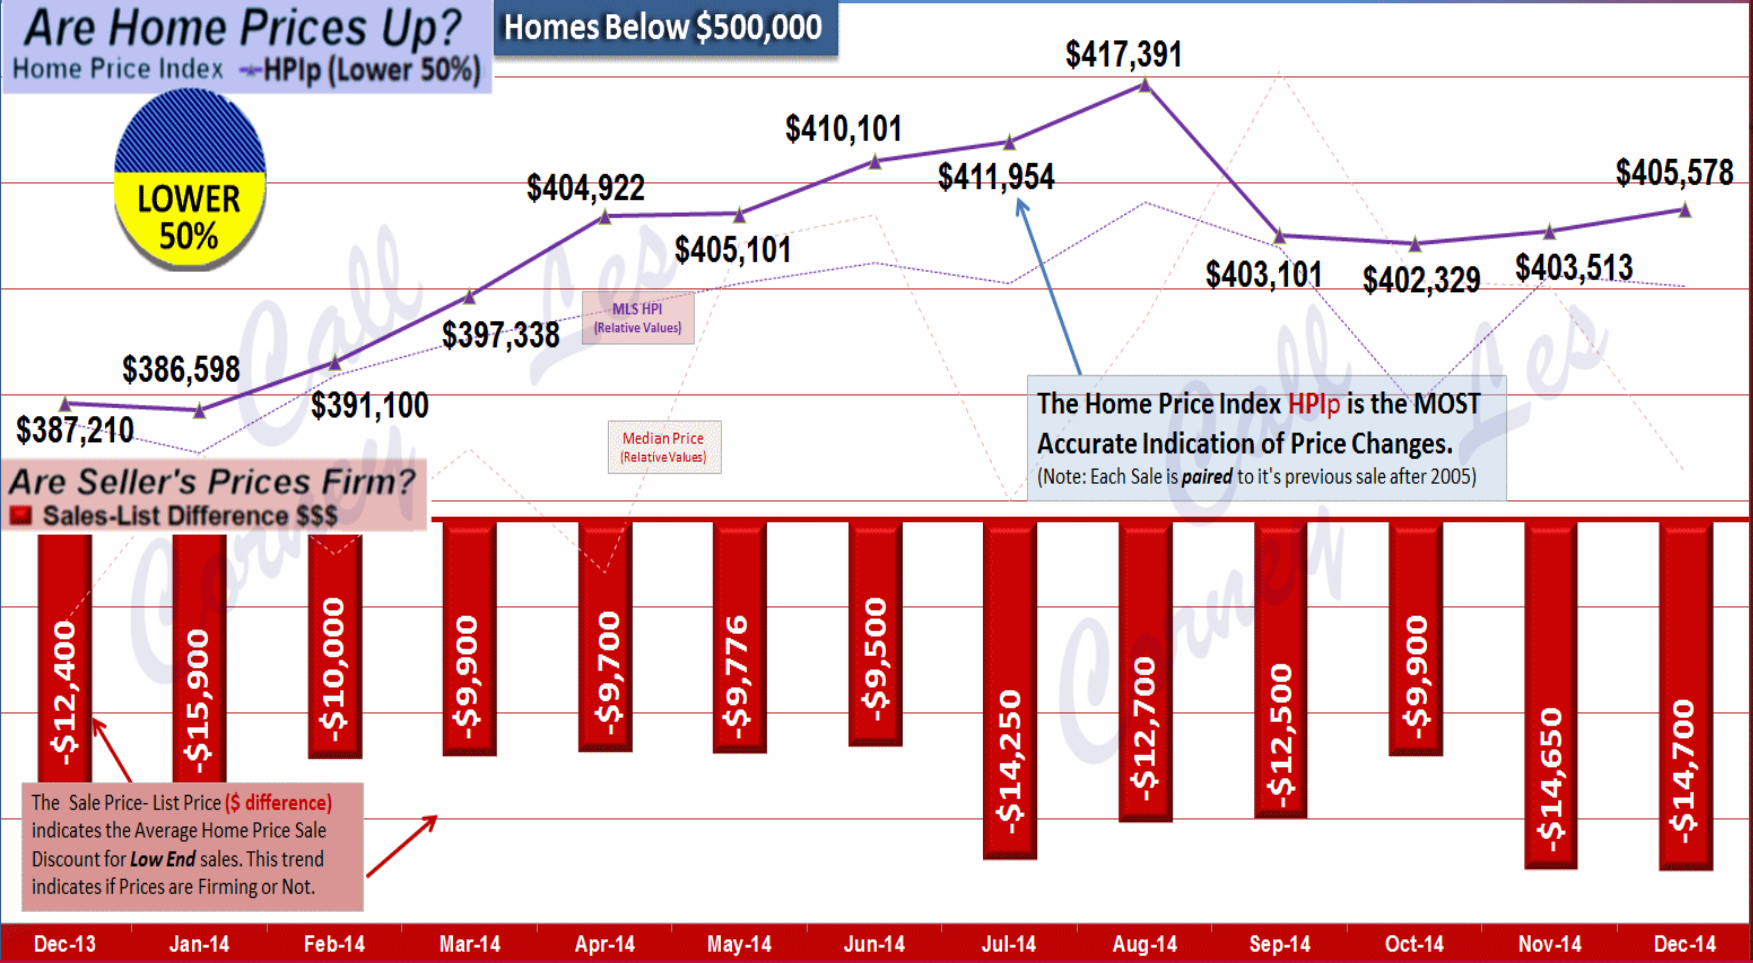 Are Home Prices Up?
Home Price Index HPIp (Lower 50%)
Homes Below $500,000
LOWER
50%
$387,210
$386,598
$391,100
$397,338
$404,922
$405,101
$410,101
$411,954
$417,391
$403,101
$402,329
$403,513
$405,578
MLS HPI
(Relative Values)
Median Price
(Relative Values)
The Home Price Index HPIp is the MOST
Accurate Indication of Price Changes.
(Note: Each Sale is paired to it's previous sale after 2005)
Call Les
Corney
Call Les
Corney
Are Seller's Prices Firm?
Sales-List Difference $$$
-$12,400
-$15,900
-$10,000
-$9,900
-$9,700
-$9,776
-$9,500
-$14,250
-$12,700
-$12,500
-$9,900
-$14,650
-$14,700
The Sale Price- List Price ($ difference)
indicates the Average Home Price Sale
Discount for Low End sales. This trend
indicates if Prices are Firming or Not.
Dec-13 Jan-14 Feb-14 Mar-14 Apr-14 May-14 Jun-14 Jul-14 Aug-14 Sep-14 Oct-14 Nov-14 Dec-14